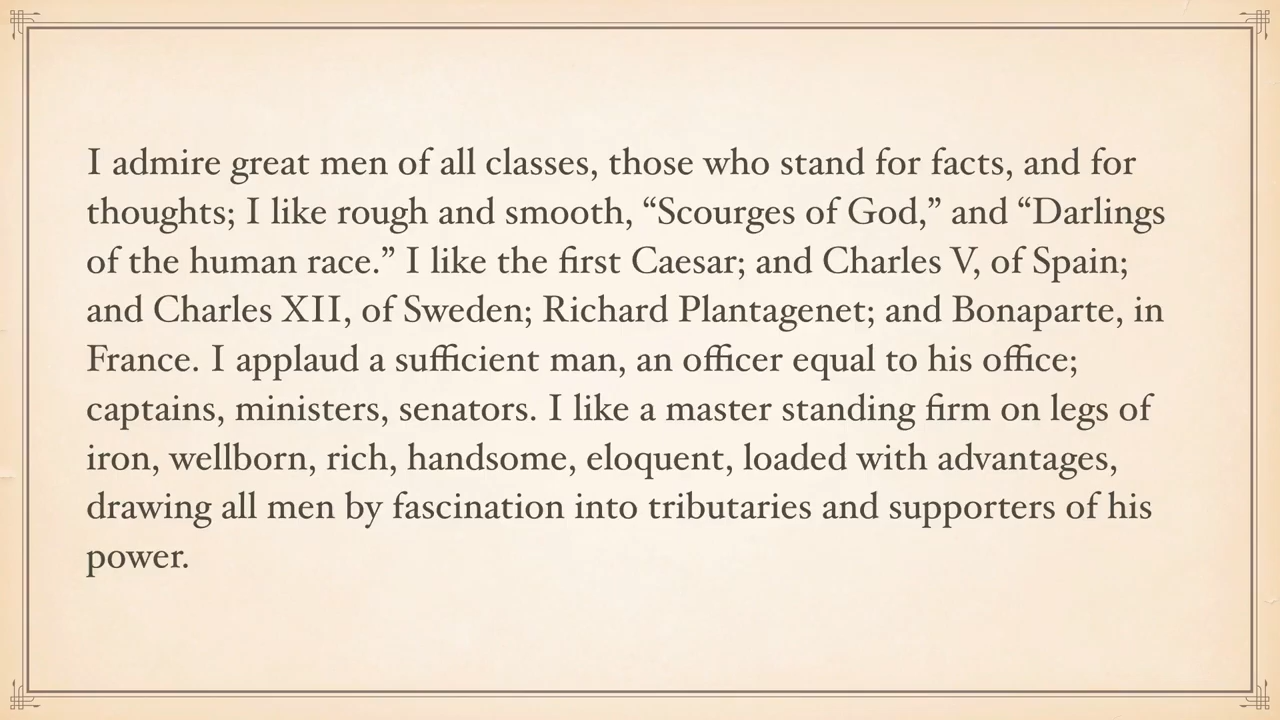 I admire great men of all classes, those who stand for facts, and for
thoughts; I like rough and smooth, “Scourges of God,” and “Darlings
of the human race.” I like the first Caesar; and Charles V, of Spain;
and Charles XII, of Sweden; Richard Plantagenet; and Bonaparte, in
France. I applaud a sufficient man, an officer equal to his office;
captains, ministers, senators. I like a master standing firm on legs of
iron, wellborn, rich, handsome, eloquent, loaded with advantages,
drawing all men by fascination into tributaries and supporters of his
power.